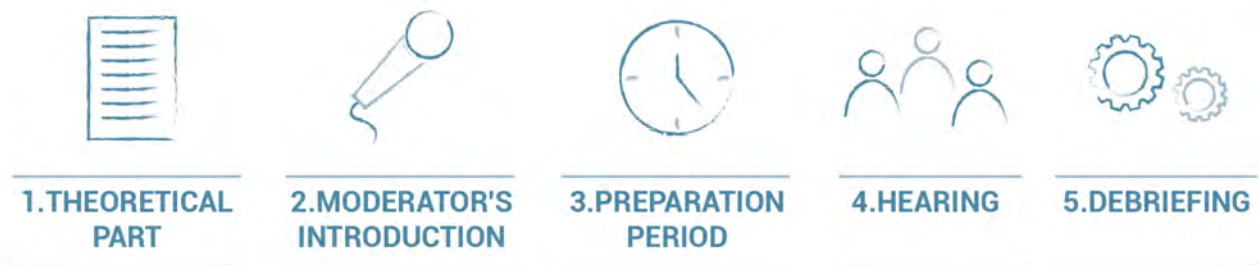 1.THEORETICAL
PART
2.MODERATOR'S
INTRODUCTION
3.PREPARATION
PERIOD
4.HEARING
5.DEBRIEFING